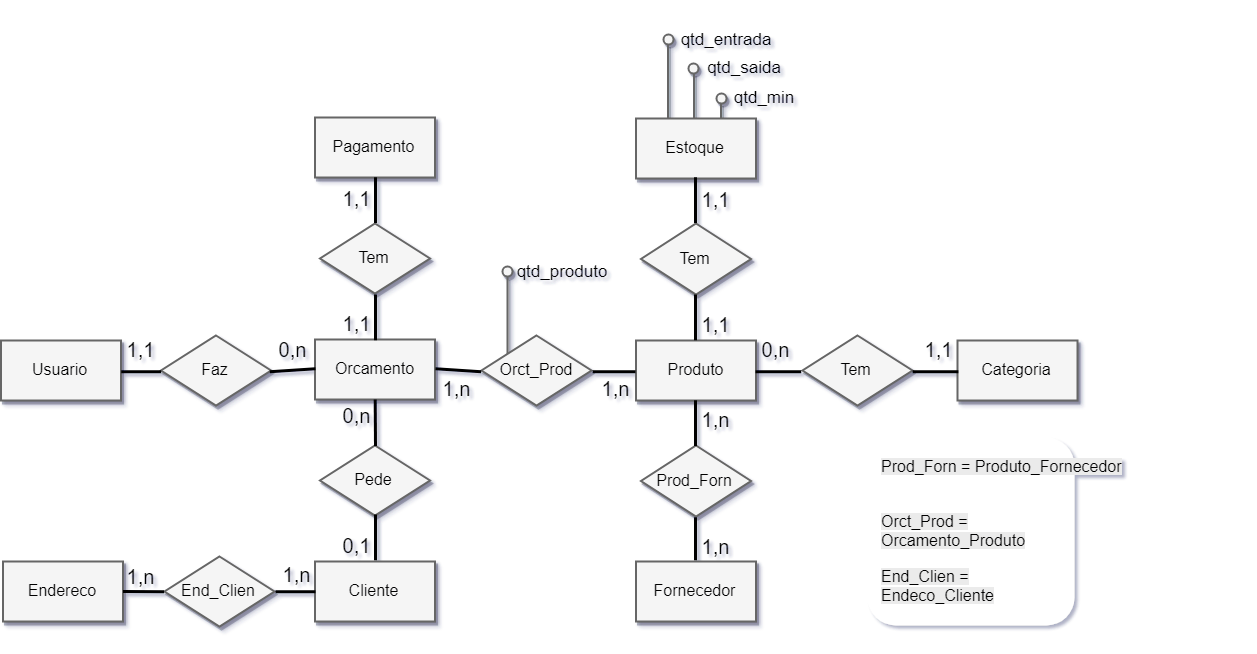 qtd_entrada
qtd_saida
qtd_min
Pagamento
Estoque
1,1
1,1
Tem
Tem
qtd_produto
1,1
1,1
Usuario
1,1
Faz
0,n
Orcamento
1,n
Orct_Prod
1,n
Produto
0,n
Tem
1,1
Categoria
0,n
1,n
Pede
Prod_Forn
0,1
1,n
Endereco
1,n
End_Clien
1,n
Cliente
Fornecedor
Prod_Forn = Produto_Fornecedor
Orct_Prod =
Orcamento_Produto
End_Clien =
Endeco_Cliente